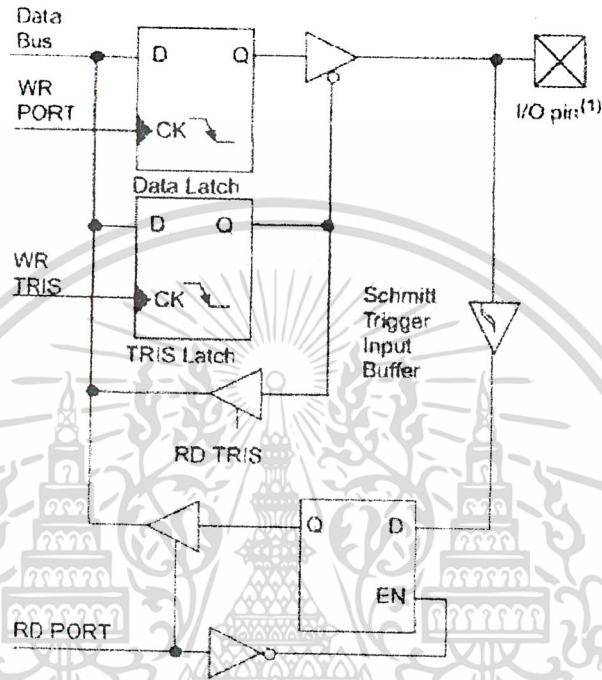 Data
Bus
D Q
WR
PORT
CK
I/O pin(1)
Data Latch
D Q
WR
TRIS
CK
Schmitt
Trigger
Input
Buffer
TRIS Latch
RD TRIS
Q D
EN
RD PORT